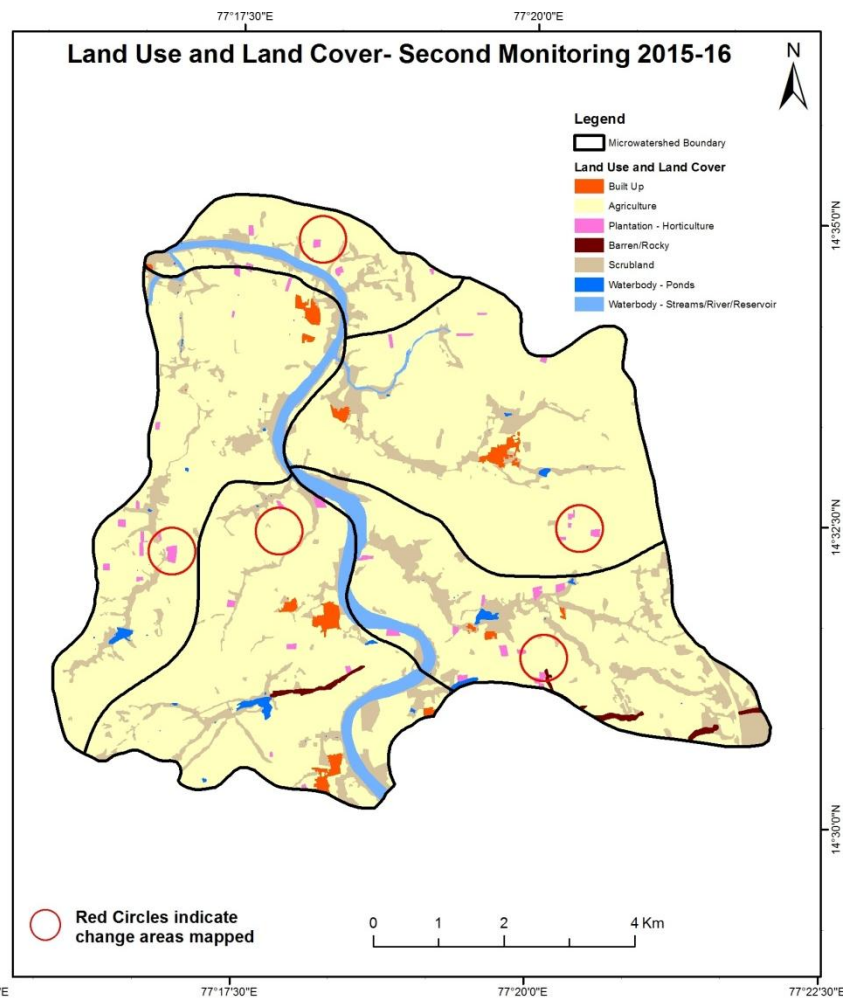 77°17'30"E 77°20'0"E
Land Use and Land Cover- Second Monitoring 2015-16
N
Legend
Microwatershed Boundary
Land Use and Land Cover
Built Up
Agriculture
Plantation - Horticulture
Barren/Rocky
Scrubland
Waterbody - Ponds
Waterbody - Streams/River/Reservoir
14°35'0"N
14°32'30"N
14°30'0"N
Red Circles indicate
change areas mapped
0 1 2 4 Km
"E 77°17'30"E 77°20'0"E 77°22'30"E